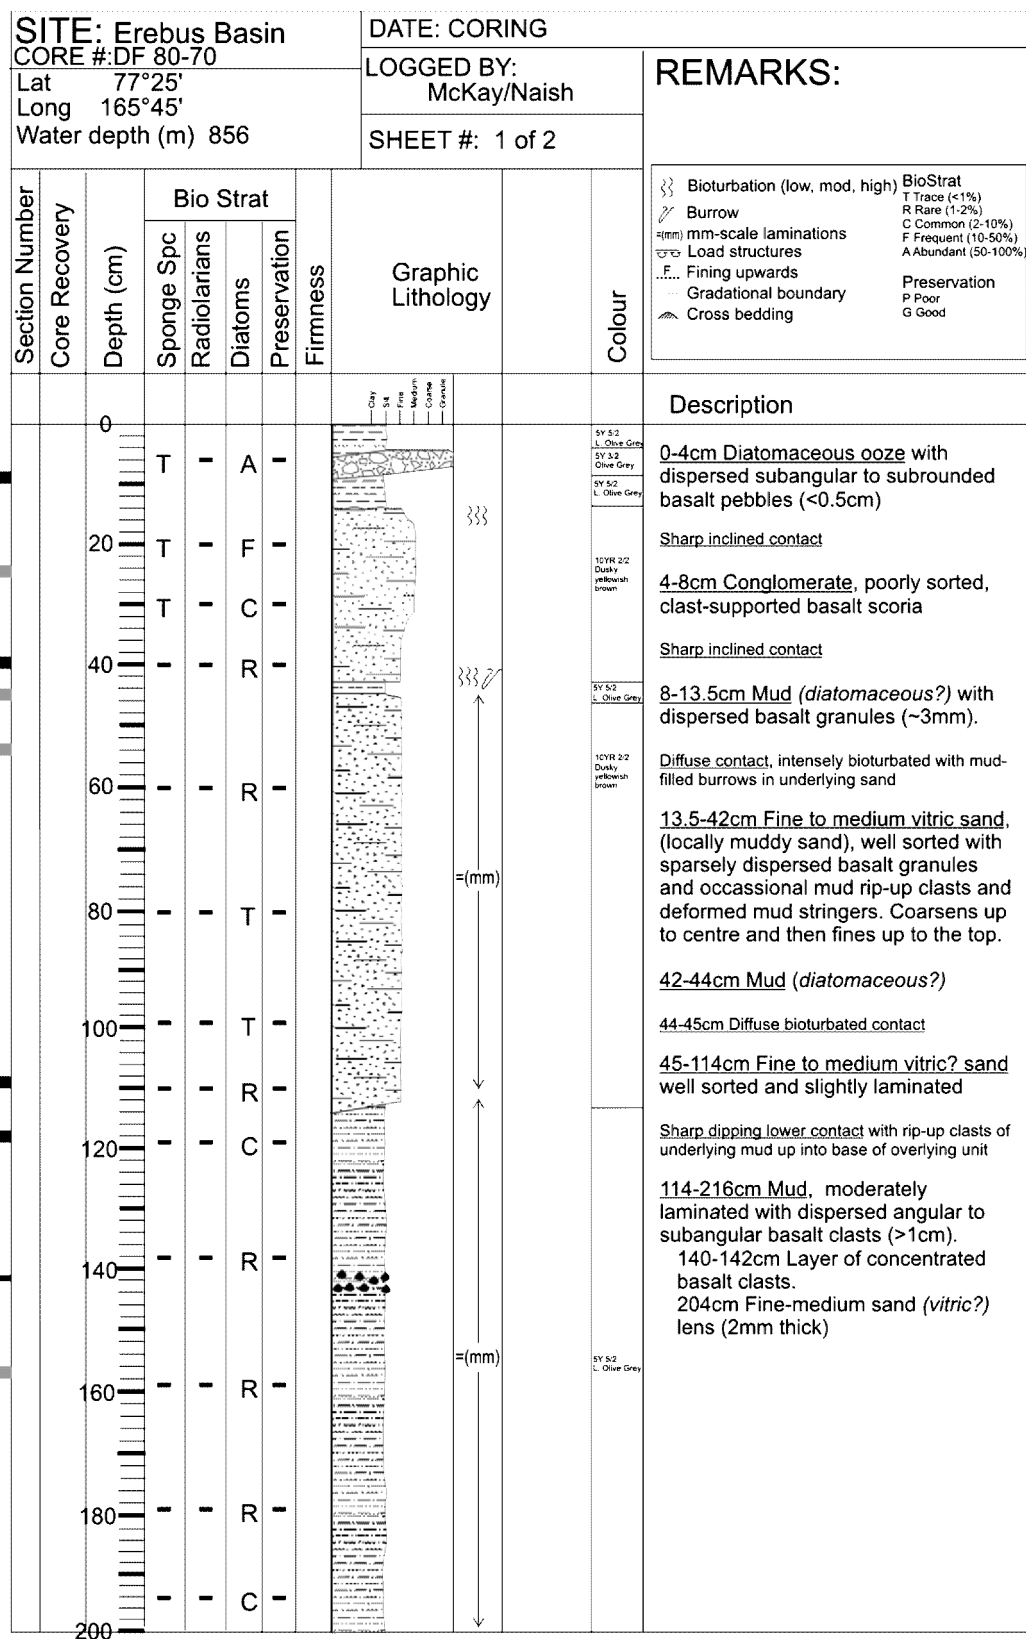 SITE: Erebus Basin
CORE #:DF 80-70
Lat 77°25'
Long 165°45'
Water depth (m) 856
DATE: CORING
LOGGED BY:
McKay/Naish
SHEET #: 1 of 2
REMARKS:
Bioturbation (low, mod, high)
Burrow
=(mm) mm-scale laminations
Load structures
..F.. Fining upwards
Gradational boundary
Cross bedding
BioStrat
T Trace (<1%)
R Rare (1-2%)
C Common (2-10%)
F Frequent (10-50%)
A Abundant (50-100%)
Preservation
P Poor
G Good
Section Number
Core Recovery
Depth (cm)
Bio Strat
Sponge Spc
Radiolarians
Diatoms
Preservation
Firmness
Graphic
Lithology
Colour
Clay
Silt
Fine
Medium
Coarse
Granule
Description
0
T - A -
20 T - F -
T - C -
40 - - R -
60 - - R -
80 - - T -
100 - - T -
- - R -
120 - - C -
140 - - R -
160 - - R -
180 - - R -
- - C -
200
=(mm)
=(mm)
5Y 5/2
L. Olive Grey
5Y 3/2
Olive Grey
5Y 5/2
L. Olive Grey
10YR 2/2
Dusky
yellowish
brown
5Y 5/2
L. Olive Grey
10YR 2/2
Dusky
yellowish
brown
5Y 5/2
L. Olive Grey
0-4cm Diatomaceous ooze with
dispersed subangular to subrounded
basalt pebbles (<0.5cm)
Sharp inclined contact
4-8cm Conglomerate, poorly sorted,
clast-supported basalt scoria
Sharp inclined contact
8-13.5cm Mud (diatomaceous?) with
dispersed basalt granules (~3mm).
Diffuse contact, intensely bioturbated with mud-
filled burrows in underlying sand
13.5-42cm Fine to medium vitric sand,
(locally muddy sand), well sorted with
sparsely dispersed basalt granules
and occassional mud rip-up clasts and
deformed mud stringers. Coarsens up
to centre and then fines up to the top.
42-44cm Mud (diatomaceous?)
44-45cm Diffuse bioturbated contact
45-114cm Fine to medium vitric? sand
well sorted and slightly laminated
Sharp dipping lower contact with rip-up clasts of
underlying mud up into base of overlying unit
114-216cm Mud, moderately
laminated with dispersed angular to
subangular basalt clasts (>1cm).
140-142cm Layer of concentrated
basalt clasts.
204cm Fine-medium sand (vitric?)
lens (2mm thick)